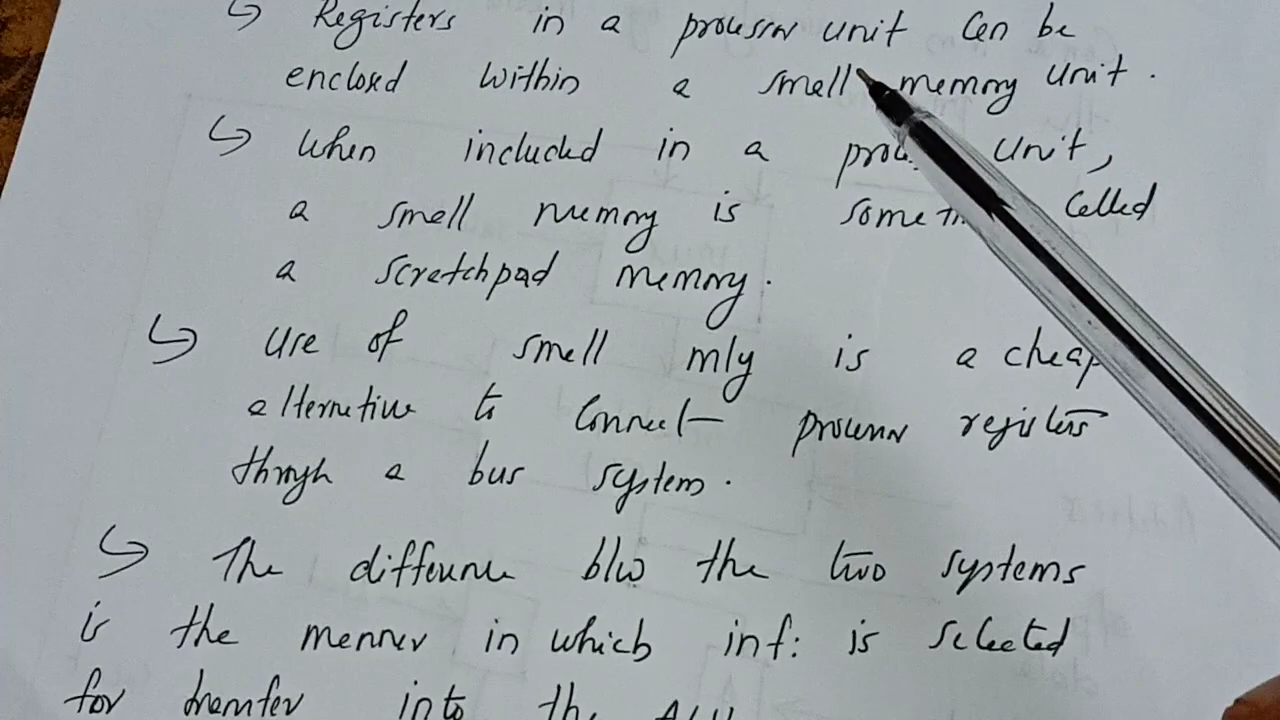 ↳ Registers in a processor unit can be
enclosed within a small memory unit.
↳ when included in a unit,
a small memory is called
a scratchpad memory.
↳ use of small m/y is a cheap
alternative to connect processor registers
through a bus system.
↳ The difference b/w the two systems
is the manner in which inf: is selected
for transfer into the ALU